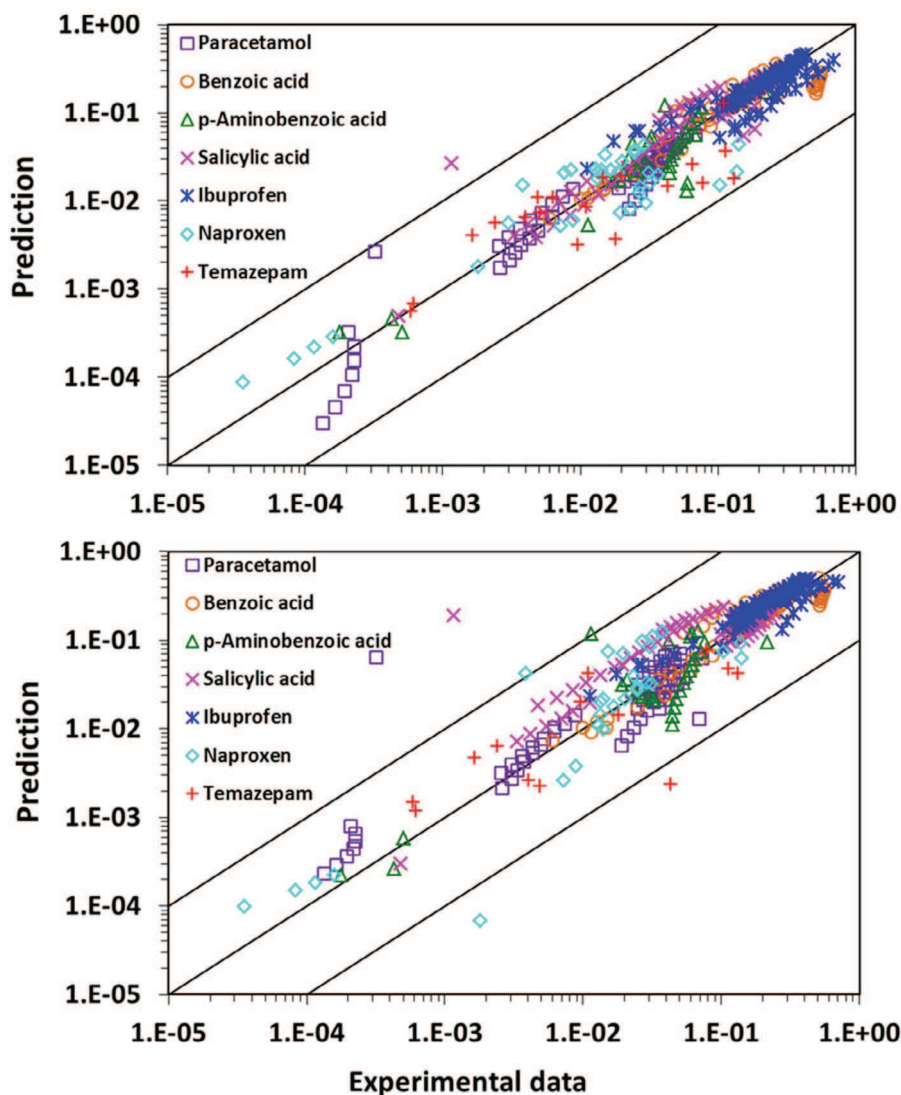 1.E+00
Paracetamol
Benzoic acid
1.E-01
p-Aminobenzoic acid
Salicylic acid
1.E-02
Ibuprofen
Naproxen
Temazepam
1.E-03
1.E-04
1.E-05
Prediction
1.E-05 1.E-04 1.E-03 1.E-02 1.E-01 1.E+00
1.E+00
Paracetamol
Benzoic acid
1.E-01
p-Aminobenzoic acid
Salicylic acid
1.E-02
Ibuprofen
Naproxen
Temazepam
1.E-03
1.E-04
1.E-05
Prediction
1.E-05 1.E-04 1.E-03 1.E-02 1.E-01 1.E+00
Experimental data